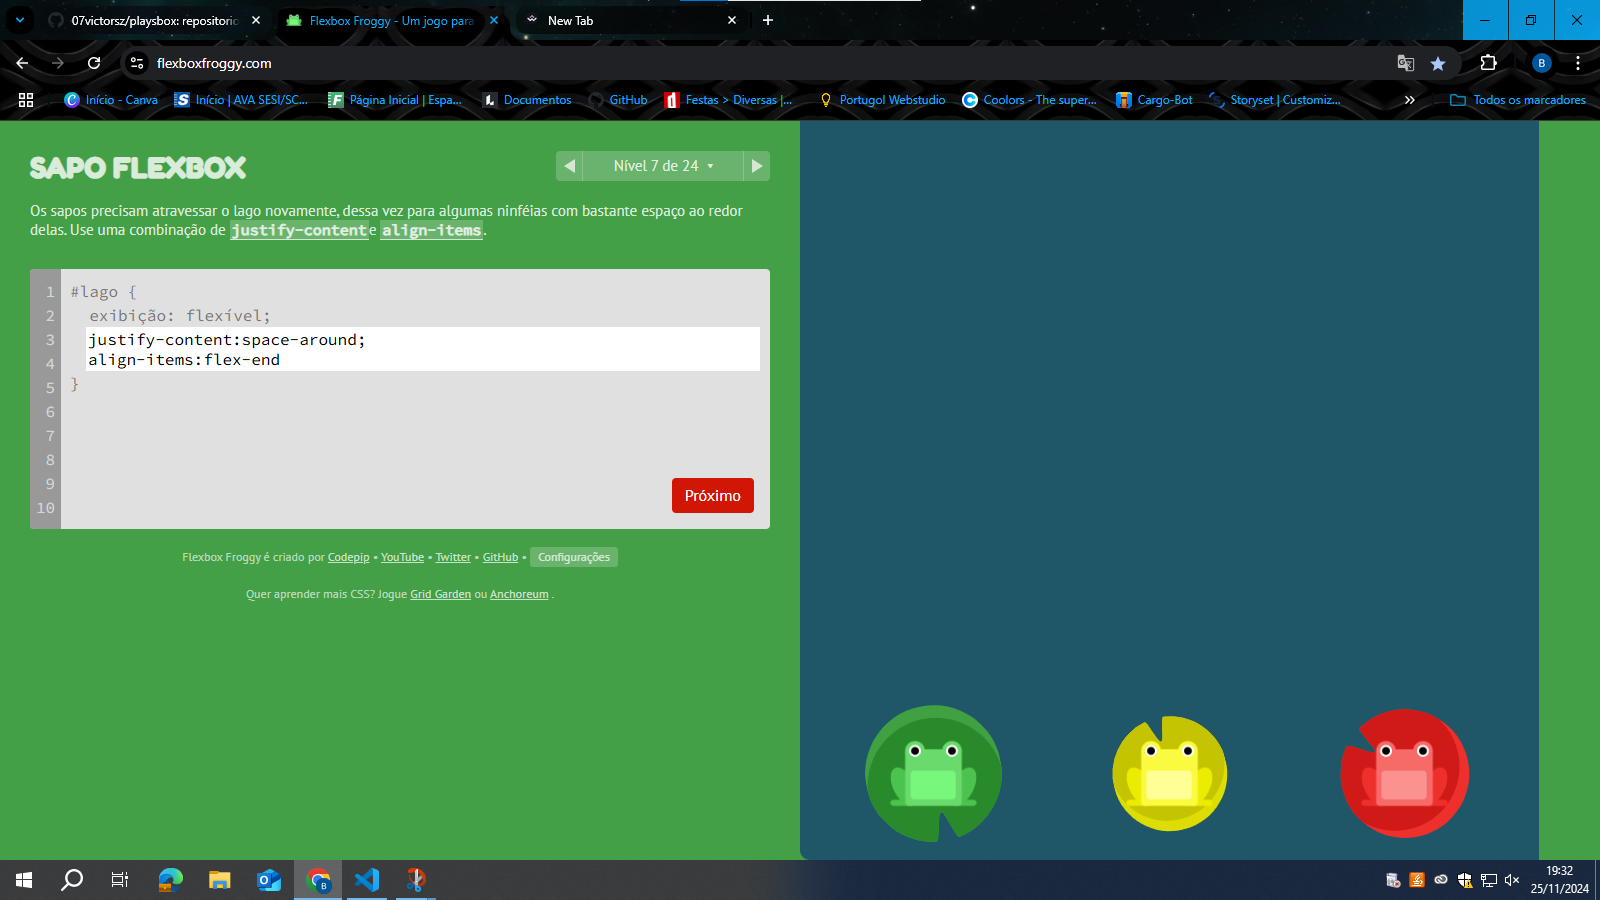 07victorsz/playsbox: repositorio
Flexbox Froggy - Um jogo para
New Tab
flexboxfroggy.com
B
Início - Canva
Início | AVA SESI/SC...
Página Inicial | Espa...
Documentos
GitHub
Festas > Diversas |...
Portugol Webstudio
Coolors - The super...
Cargo-Bot
Storyset | Customiz...
Todos os marcadores
SAPO FLEXBOX
Nível 7 de 24
Os sapos precisam atravessar o lago novamente, dessa vez para algumas ninféias com bastante espaço ao redor
delas. Use uma combinação de justify-content e align-items.
1 #lago {
2 exibição: flexível;
3 justify-content:space-around;
4 align-items:flex-end
5 }
6
7
8
9
10
Próximo
Flexbox Froggy é criado por Codepip • YouTube • Twitter • GitHub • Configurações
Quer aprender mais CSS? Jogue Grid Garden ou Anchoreum .
19:32
25/11/2024